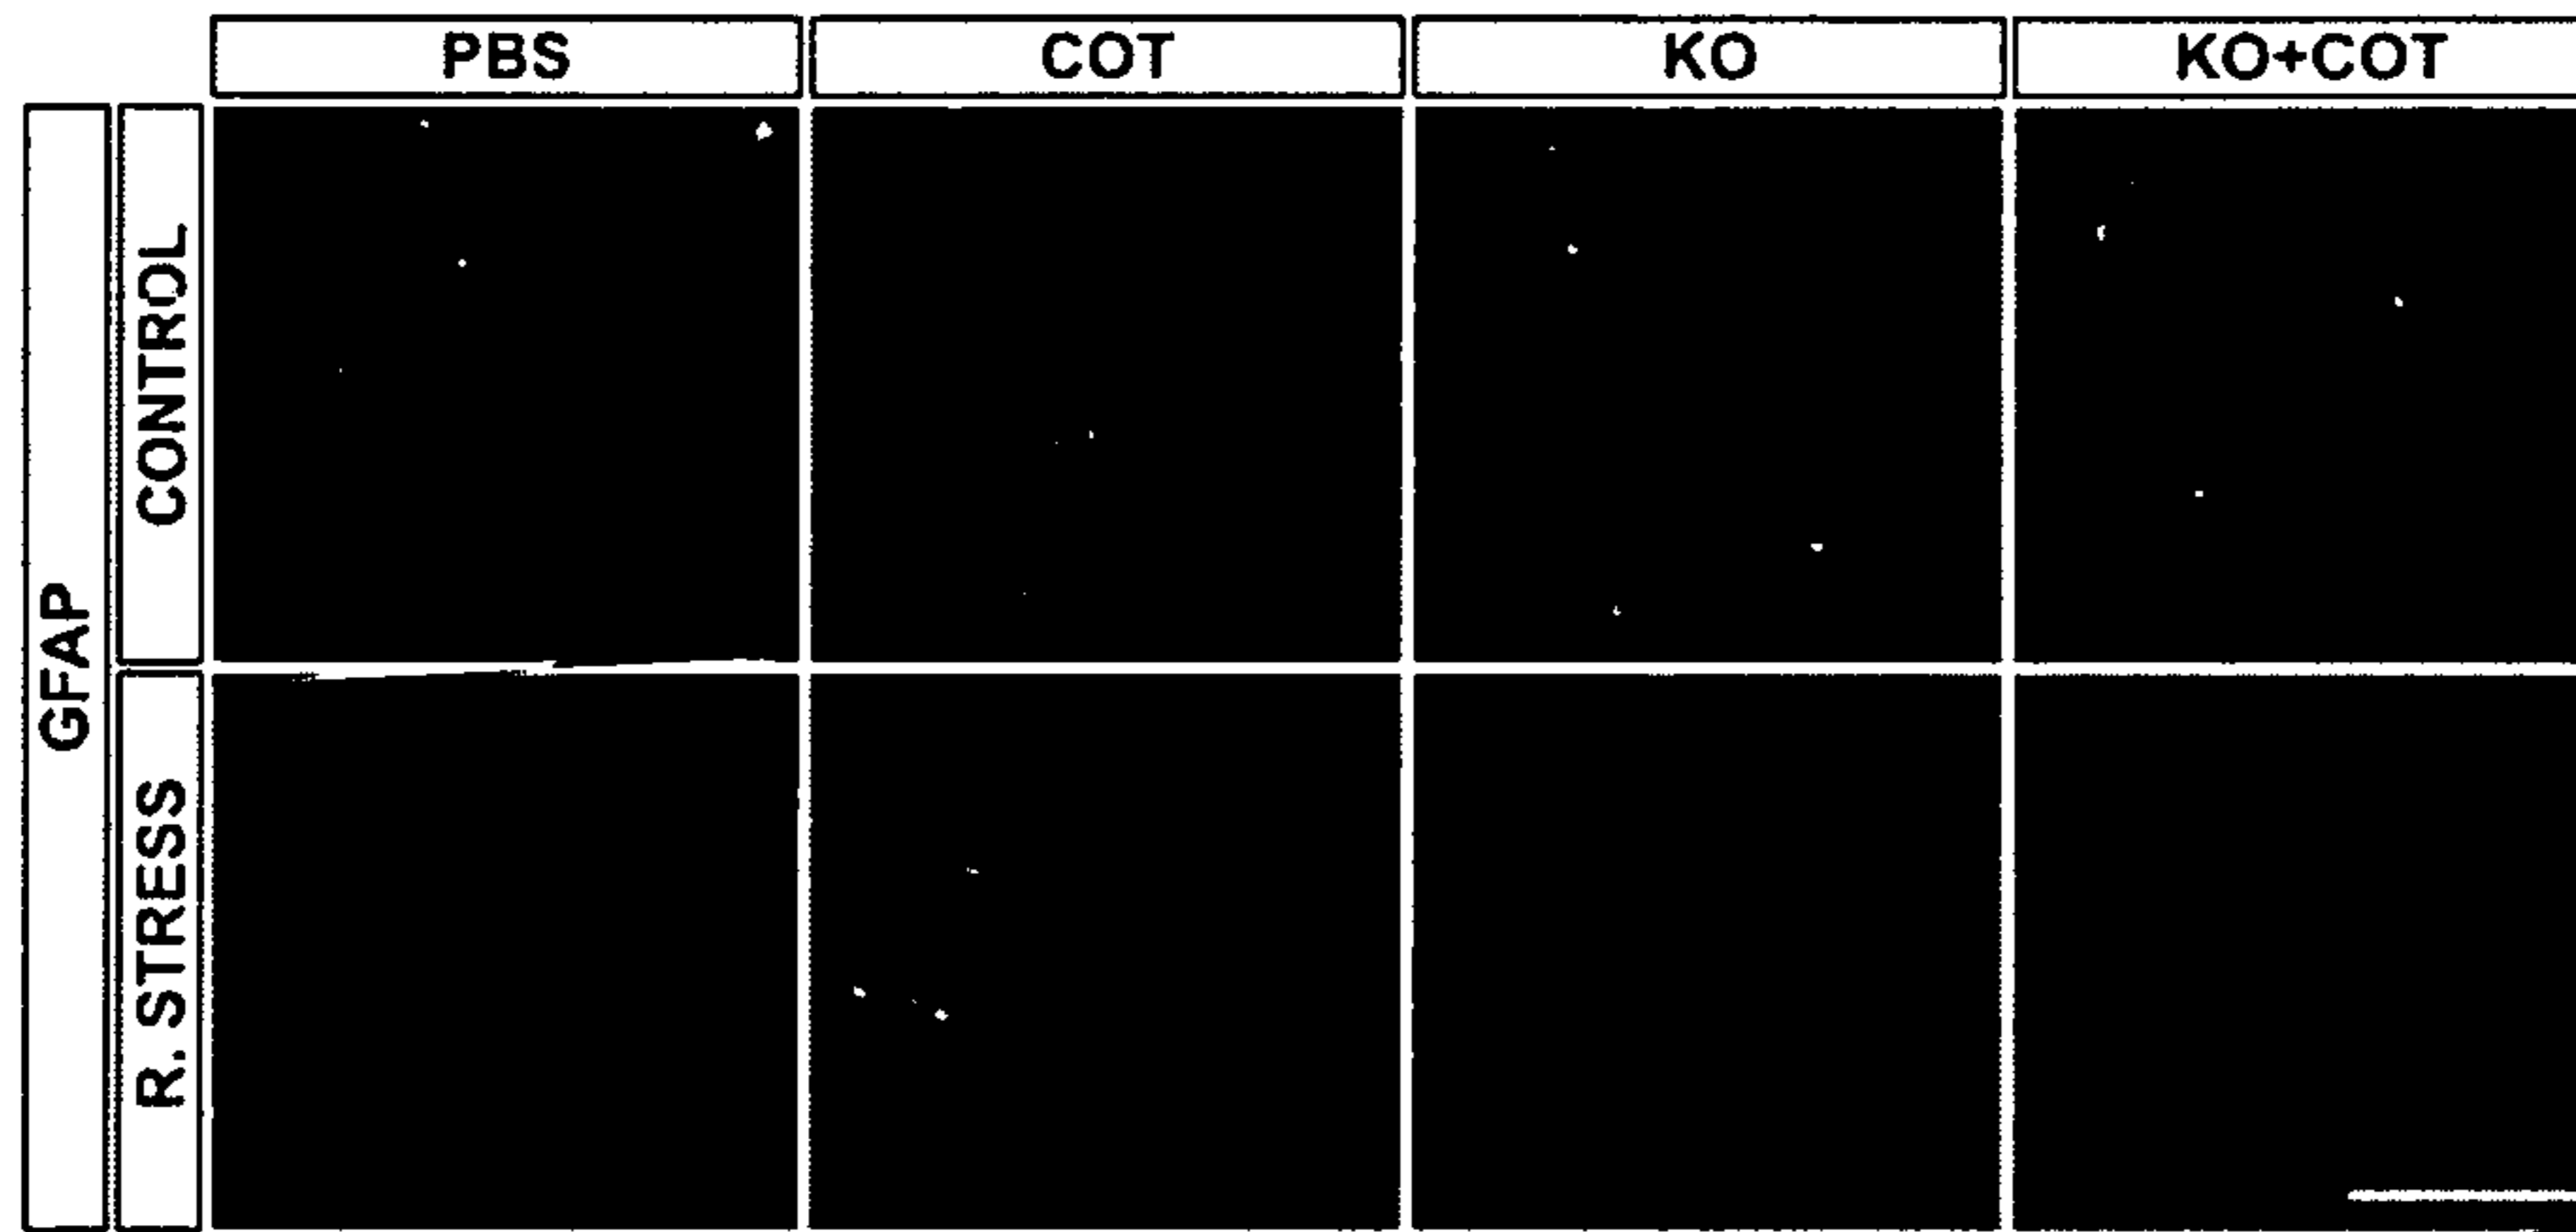 PBS
COT
KO
KO+COT
GFAP
CONTROL
R. STRESS